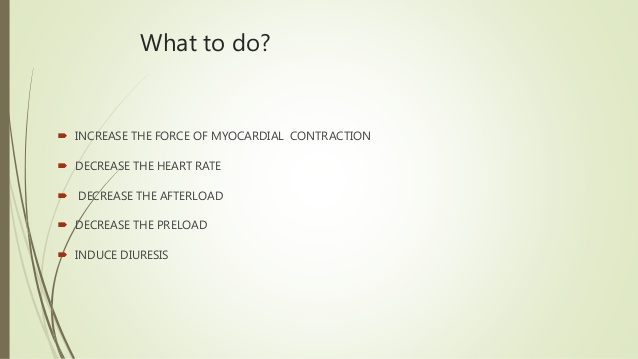 What to do?
INCREASE THE FORCE OF MYOCARDIAL CONTRACTION
DECREASE THE HEART RATE
DECREASE THE AFTERLOAD
DECREASE THE PRELOAD
INDUCE DIURESIS